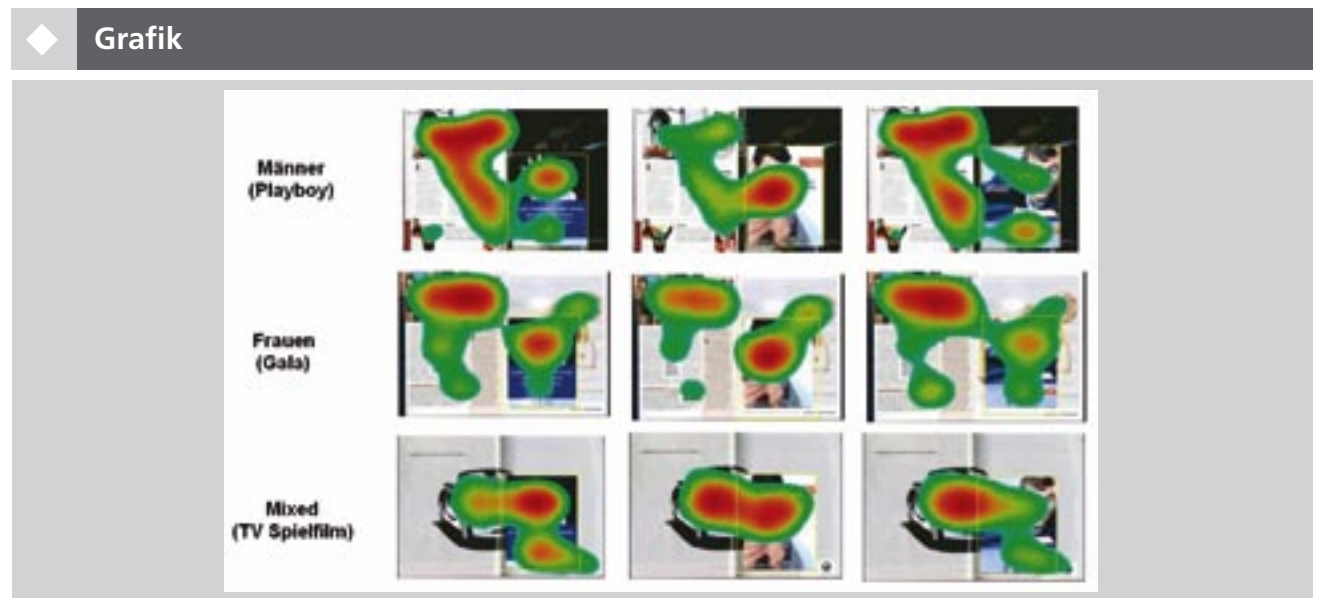 Grafik
Männer
(Playboy)
Frauen
(Gala)
Mixed
(TV Spielfilm)